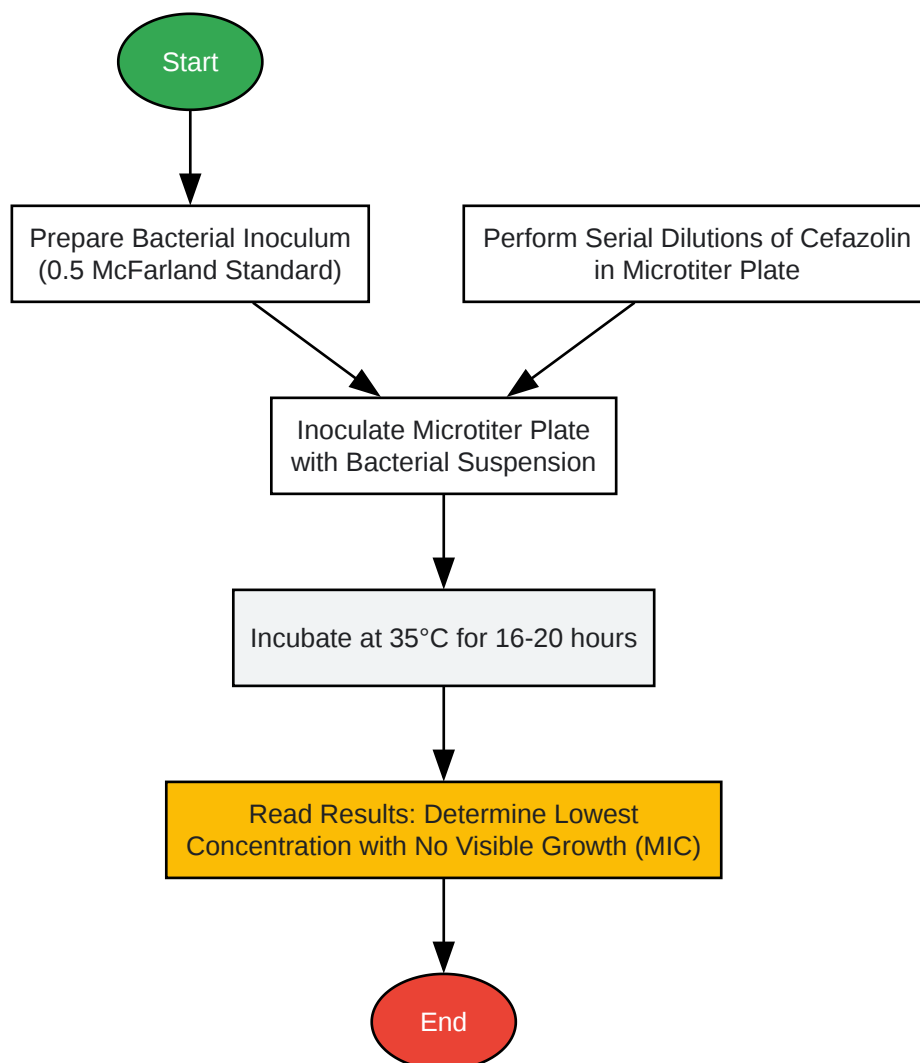 Start
Prepare Bacterial Inoculum
(0.5 McFarland Standard)
Perform Serial Dilutions of Cefazolin
in Microtiter Plate
Inoculate Microtiter Plate
with Bacterial Suspension
Incubate at 35°C for 16-20 hours
Read Results: Determine Lowest
Concentration with No Visible Growth (MIC)
End